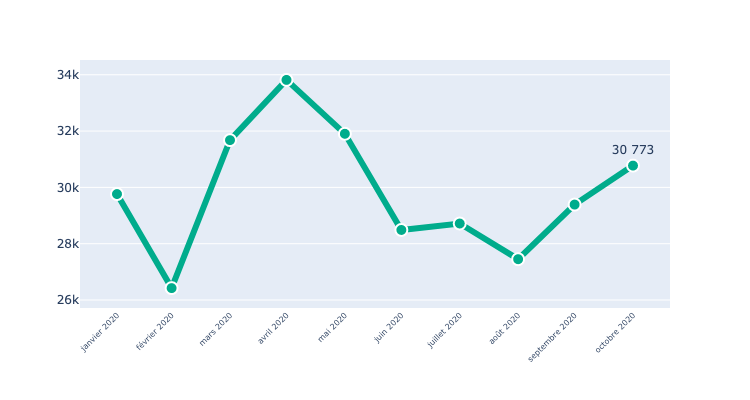 34k
32k
30 773
30k
28k
26k
janvier 2020
février 2020
mars 2020
avril 2020
mai 2020
juin 2020
juillet 2020
août 2020
septembre 2020
octobre 2020